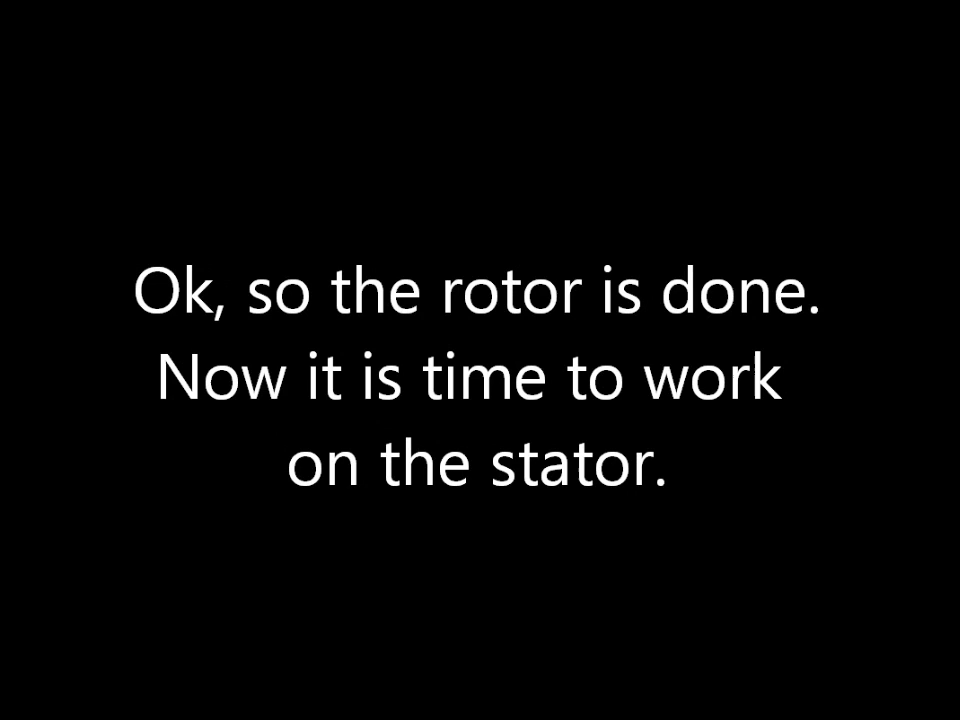 Ok, so the rotor is done.
Now it is time to work
on the stator.